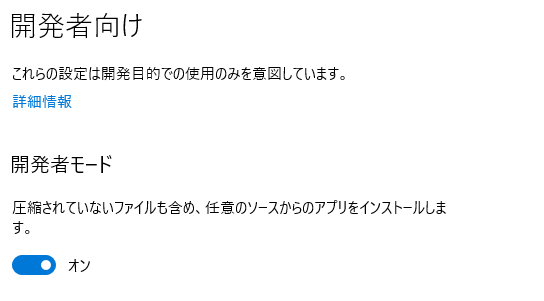 開発者向け
これらの設定は開発目的での使用のみを意図しています。
詳細情報
開発者モード
圧縮されていないファイルも含め、任意のソースからのアプリをインストールしま
す。
オン